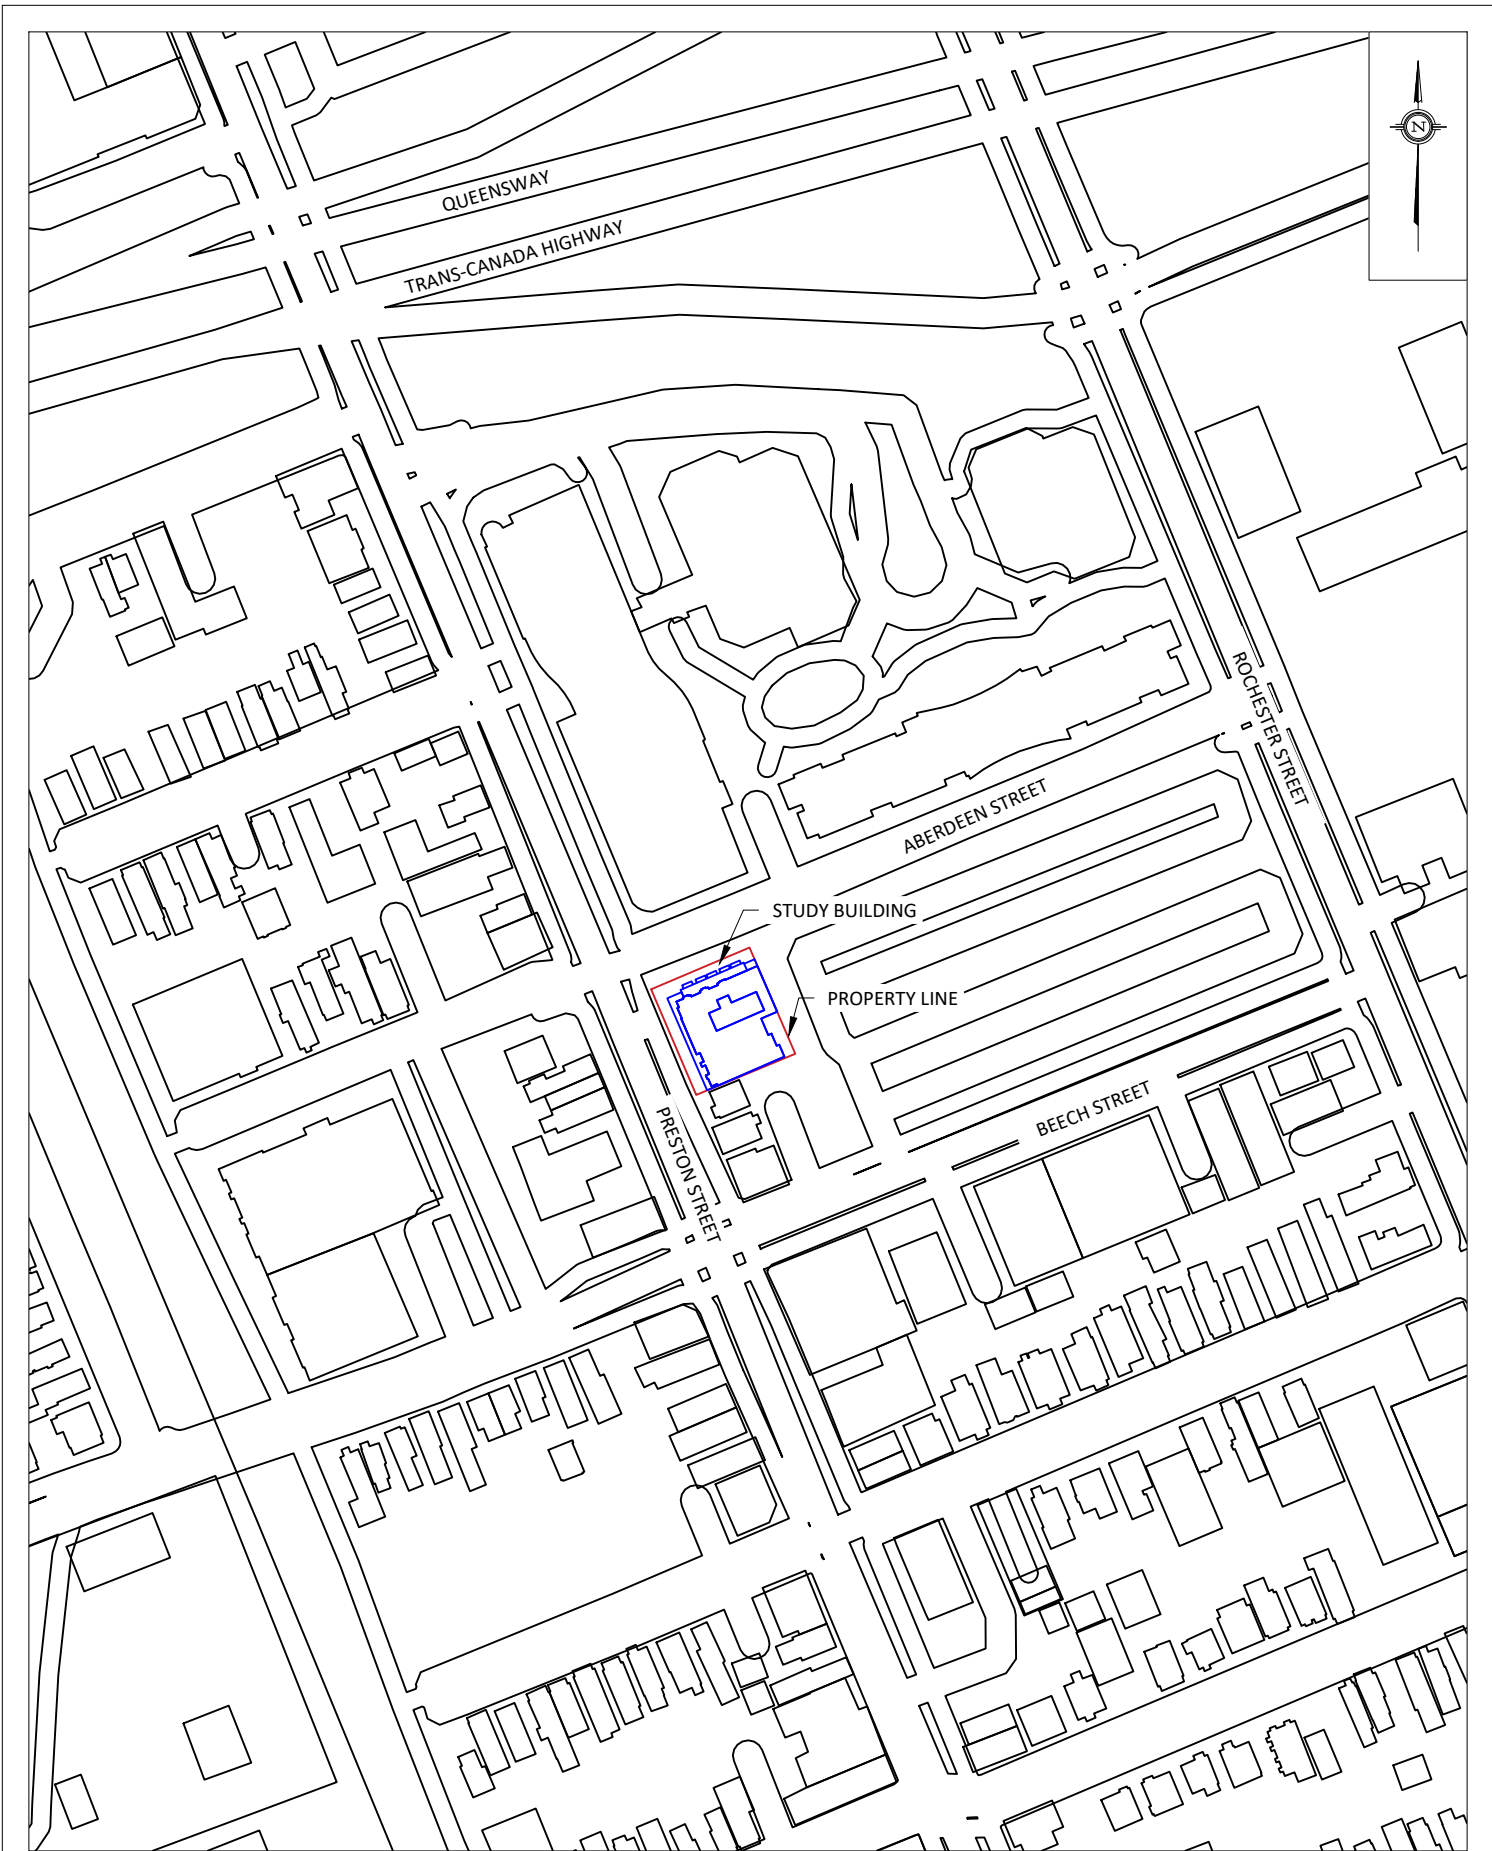 N
QUEENSWAY
TRANS-CANADA HIGHWAY
ROCHESTER STREET
ABERDEEN STREET
STUDY BUILDING
PROPERTY LINE
BEECH STREET
PRESTON STREET